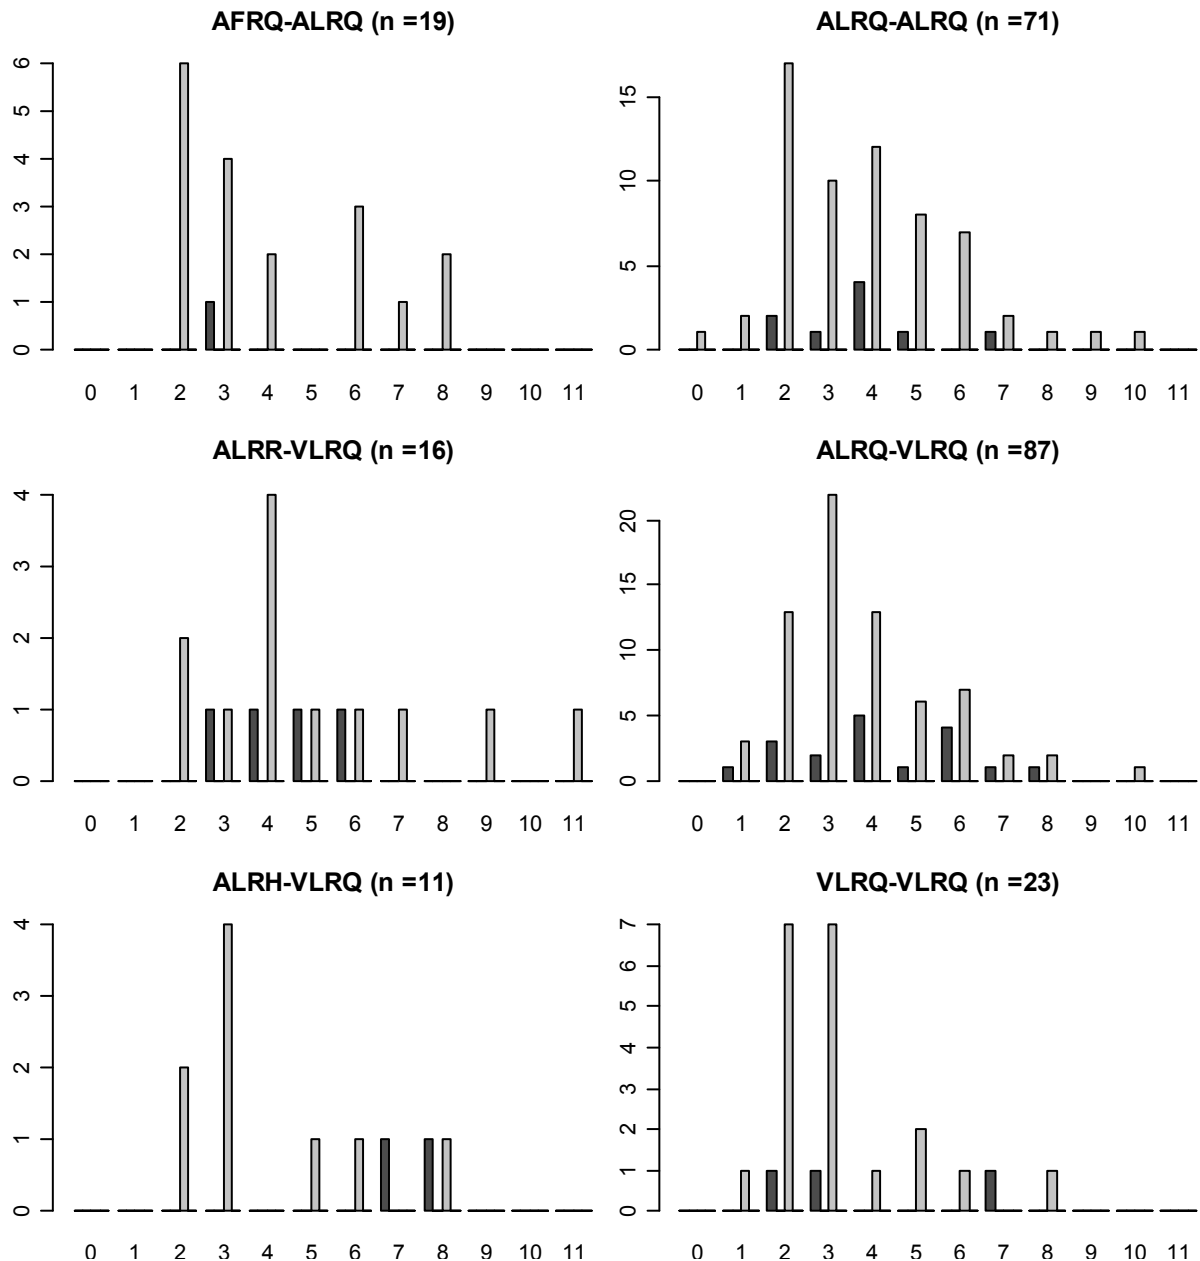 AFRQ-ALRQ (n =19)
0 1 2 3 4 5 6
0 1 2 3 4 5 6 7 8 9 10 11
ALRQ-ALRQ (n =71)
0 5 10 15
0 1 2 3 4 5 6 7 8 9 10 11
ALRR-VLRQ (n =16)
0 1 2 3 4
0 1 2 3 4 5 6 7 8 9 10 11
ALRQ-VLRQ (n =87)
0 5 10 15 20
0 1 2 3 4 5 6 7 8 9 10 11
ALRH-VLRQ (n =11)
0 1 2 3 4
0 1 2 3 4 5 6 7 8 9 10 11
VLRQ-VLRQ (n =23)
0 1 2 3 4 5 6 7
0 1 2 3 4 5 6 7 8 9 10 11